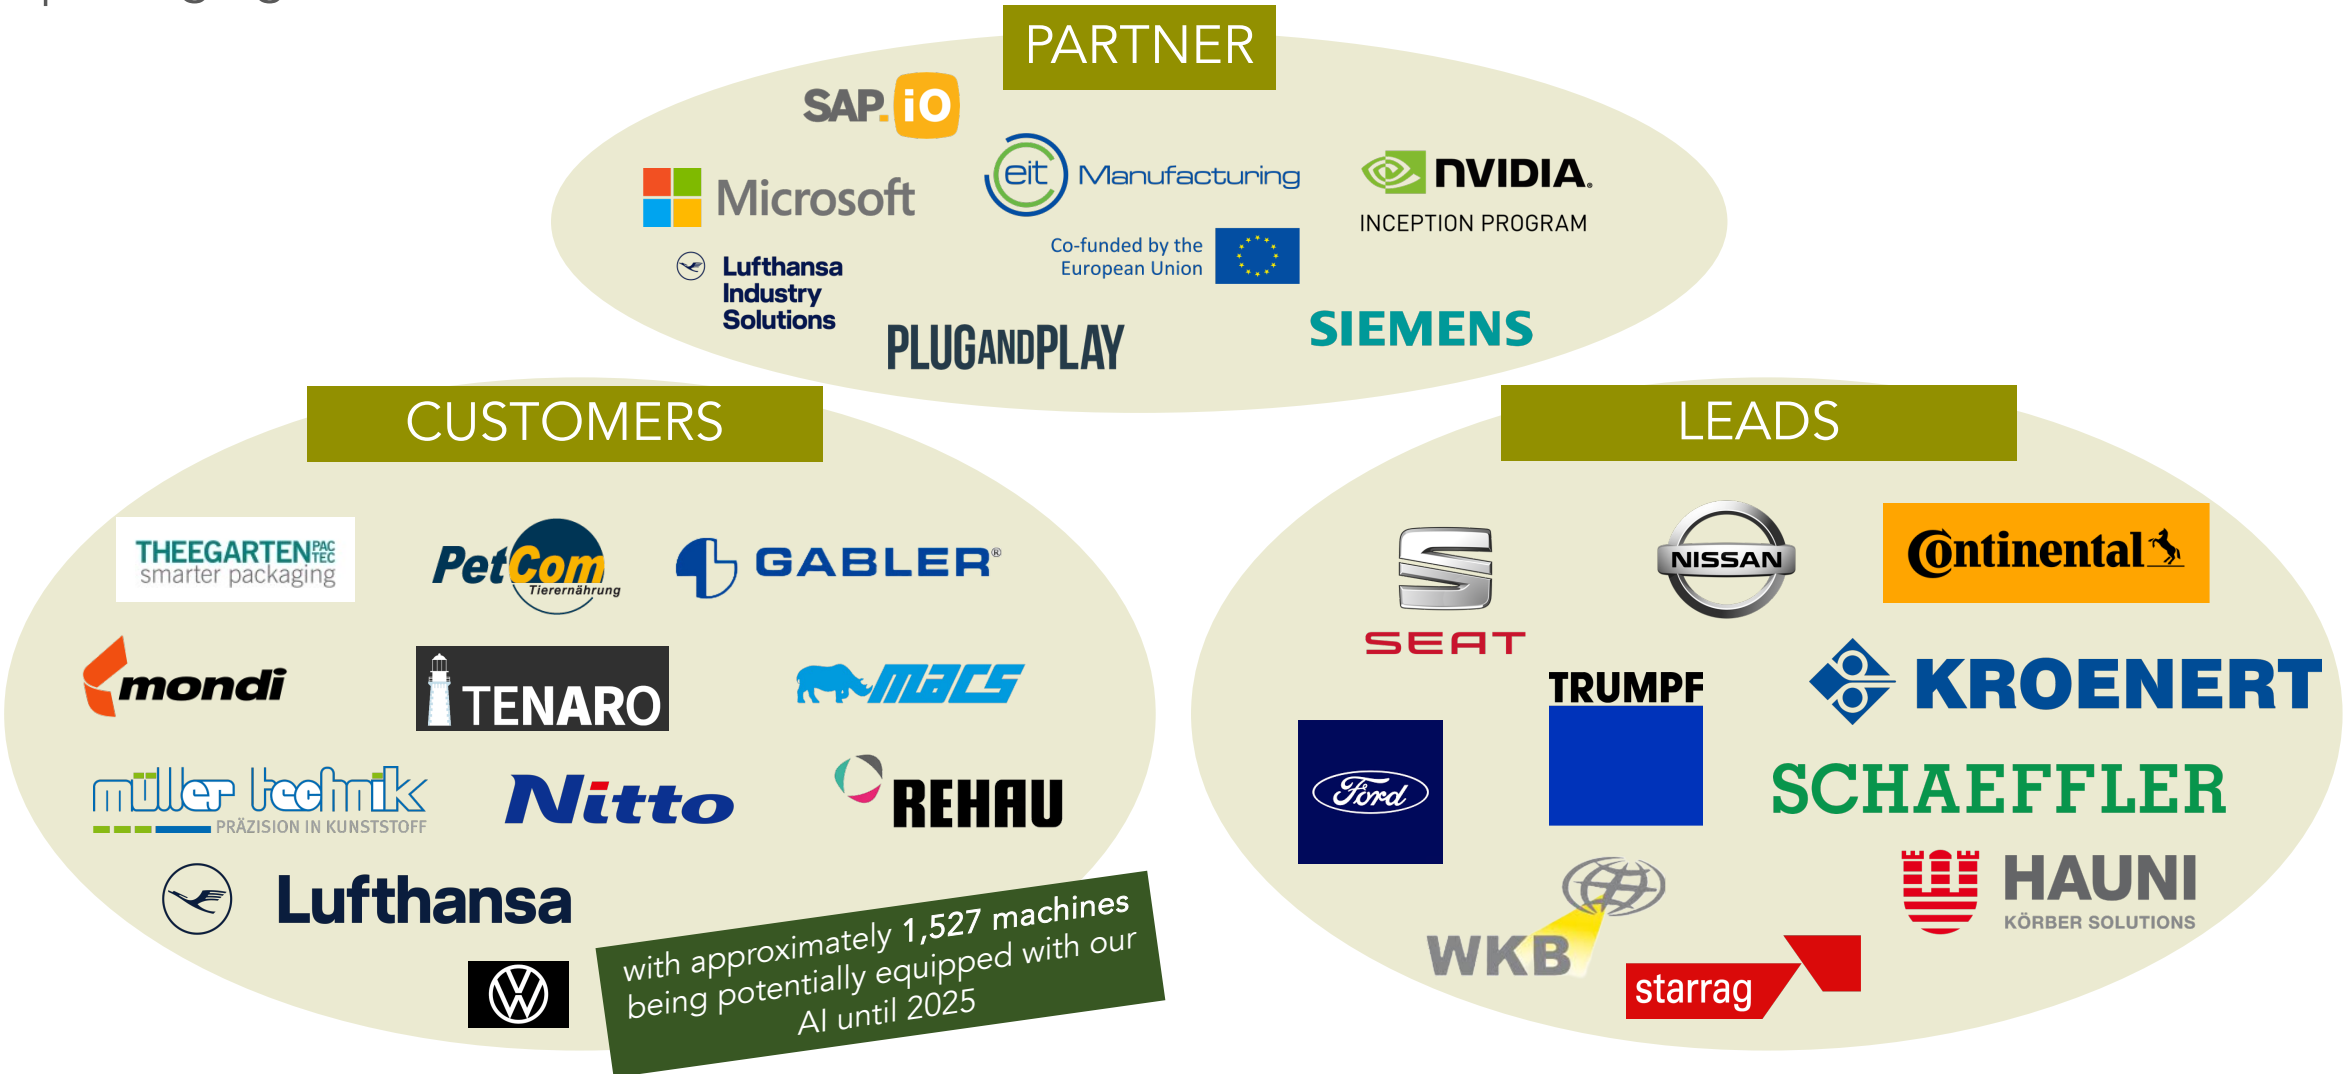 PARTNER
SAP.iO
eit Manufacturing
NVIDIA.
INCEPTION PROGRAM
Microsoft
Co-funded by the
European Union
Lufthansa
Industry
Solutions
PLUGANDPLAY
SIEMENS
CUSTOMERS
THEEGARTEN PAC TEC
smarter packaging
PetCom
Tierernährung
GABLER®
mondi
TENARO
macs
müller technik
PRÄZISION IN KUNSTSTOFF
Nitto
REHAU
Lufthansa
with approximately 1,527 machines
being potentially equipped with our
AI until 2025
LEADS
SEAT
NISSAN
Continental
TRUMPF
KROENERT
Ford
SCHAEFFLER
HAUNI
KÖRBER SOLUTIONS
WKB
starrag